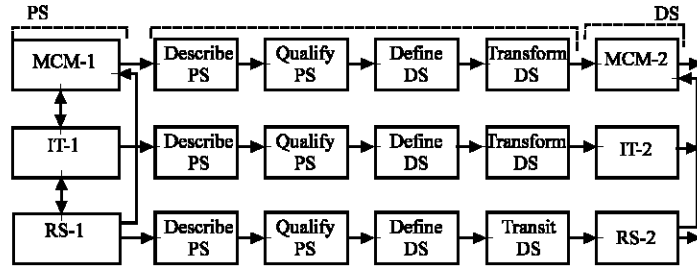 PS
DS
MCM-1
Describe
PS
Qualify
PS
Define
DS
Transform
DS
MCM-2
IT-1
Describe
PS
Qualify
PS
Define
DS
Transform
DS
IT-2
RS-1
Describe
PS
Qualify
PS
Define
DS
Transit
DS
RS-2